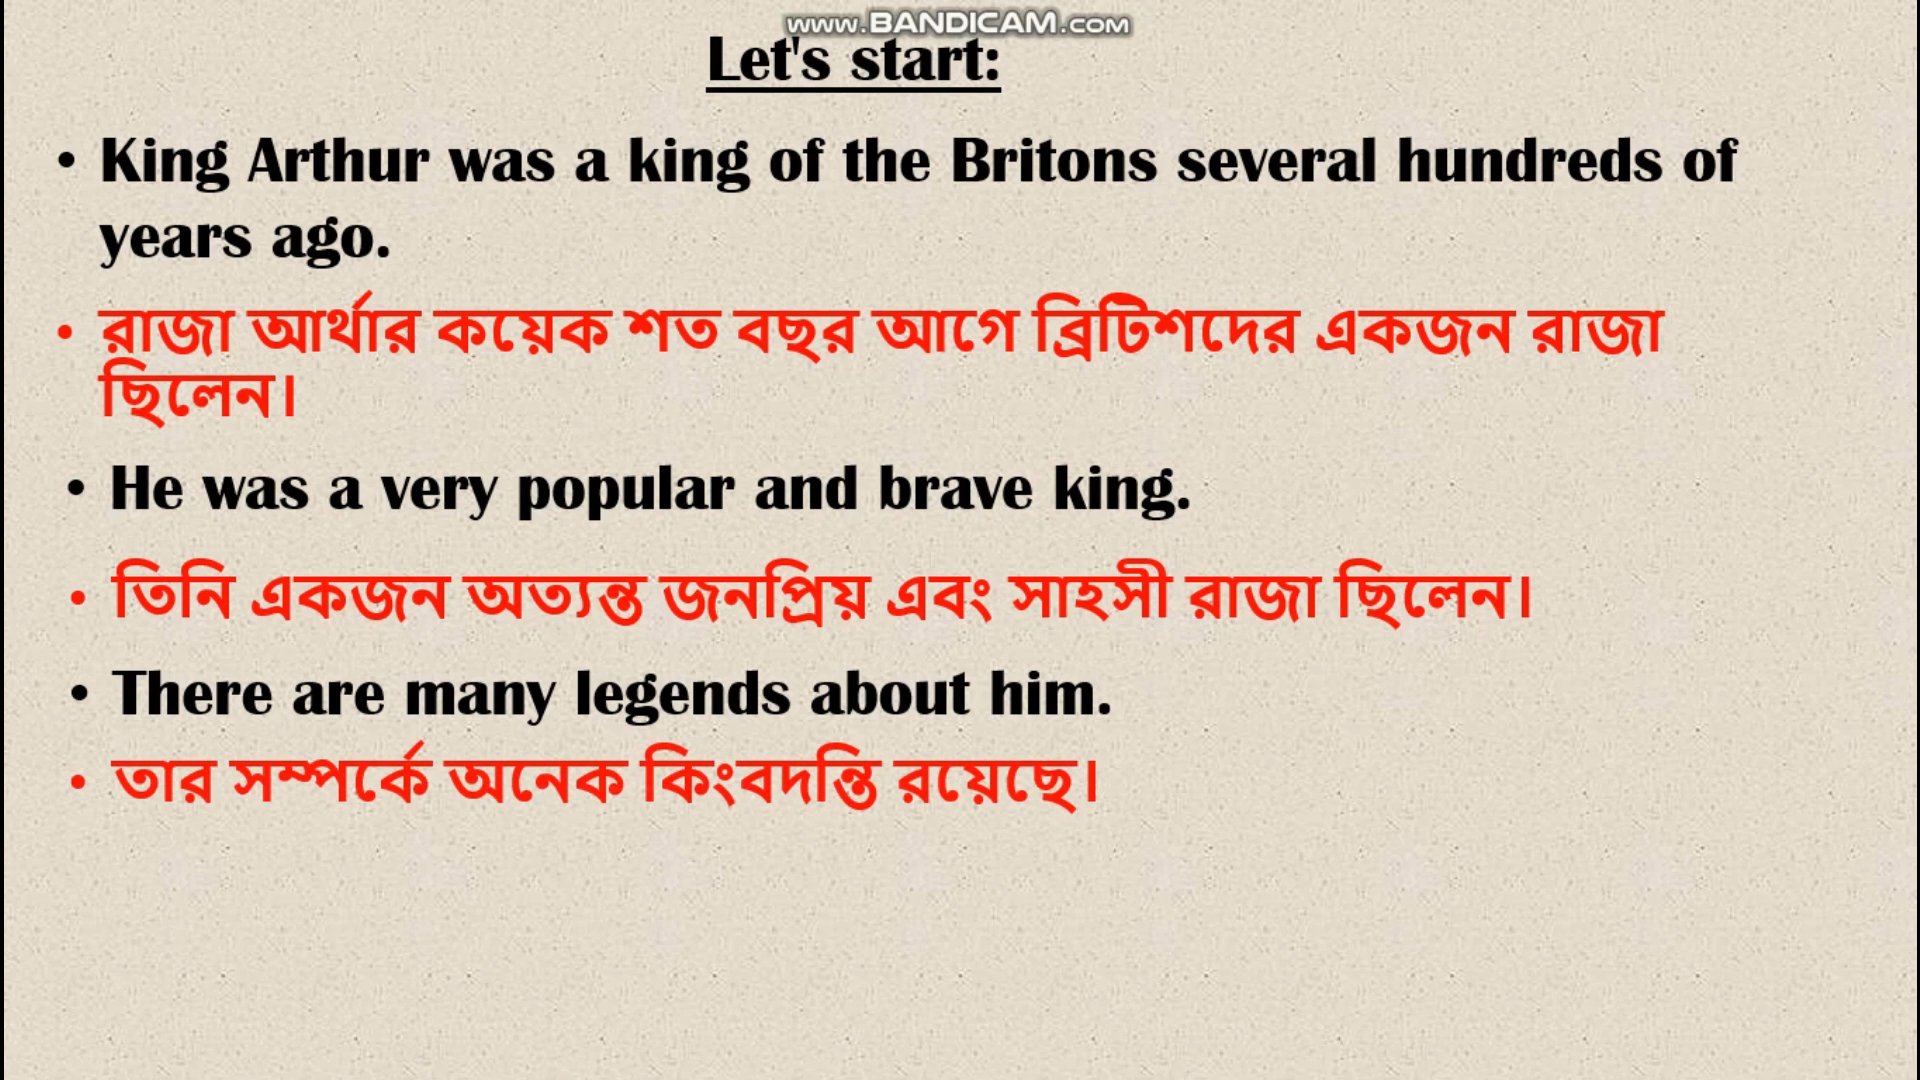 www.BANDICAM.com
Let's start:
• King Arthur was a king of the Britons several hundreds of
years ago.
• রাজা আর্থার কয়েক শত বছর আগে ব্রিটিশদের একজন রাজা
ছিলেন।
• He was a very popular and brave king.
• তিনি একজন অত্যন্ত জনপ্রিয় এবং সাহসী রাজা ছিলেন।
• There are many legends about him.
• তার সম্পর্কে অনেক কিংবদন্তি রয়েছে।